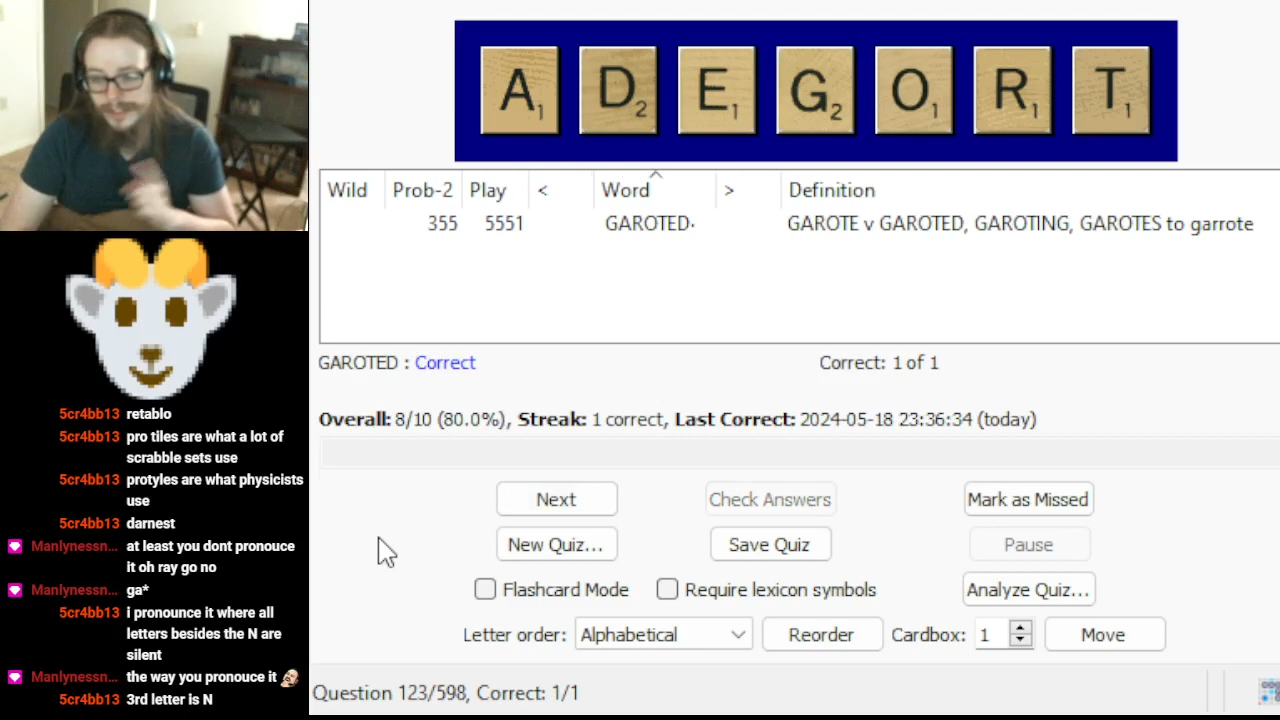 A1 D2 E1 G2 O1 R1 T1
Wild Prob-2 Play < Word > Definition
355 5551 GAROTED· GAROTE v GAROTED, GAROTING, GAROTES to garrote
GAROTED : Correct Correct: 1 of 1
Overall: 8/10 (80.0%), Streak: 1 correct, Last Correct: 2024-05-18 23:36:34 (today)
Next Check Answers Mark as Missed
New Quiz... Save Quiz Pause
Flashcard Mode Require lexicon symbols Analyze Quiz...
Letter order: Alphabetical Reorder Cardbox: 1 Move
Question 123/598, Correct: 1/1
5cr4bb13 retablo
5cr4bb13 pro tiles are what a lot of
scrabble sets use
5cr4bb13 protyles are what physicists
use
5cr4bb13 darnest
Manlynessn... at least you dont pronouce
it oh ray go no
Manlynessn... ga*
5cr4bb13 i pronounce it where all
letters besides the N are
silent
Manlynessn... the way you pronouce it
5cr4bb13 3rd letter is N